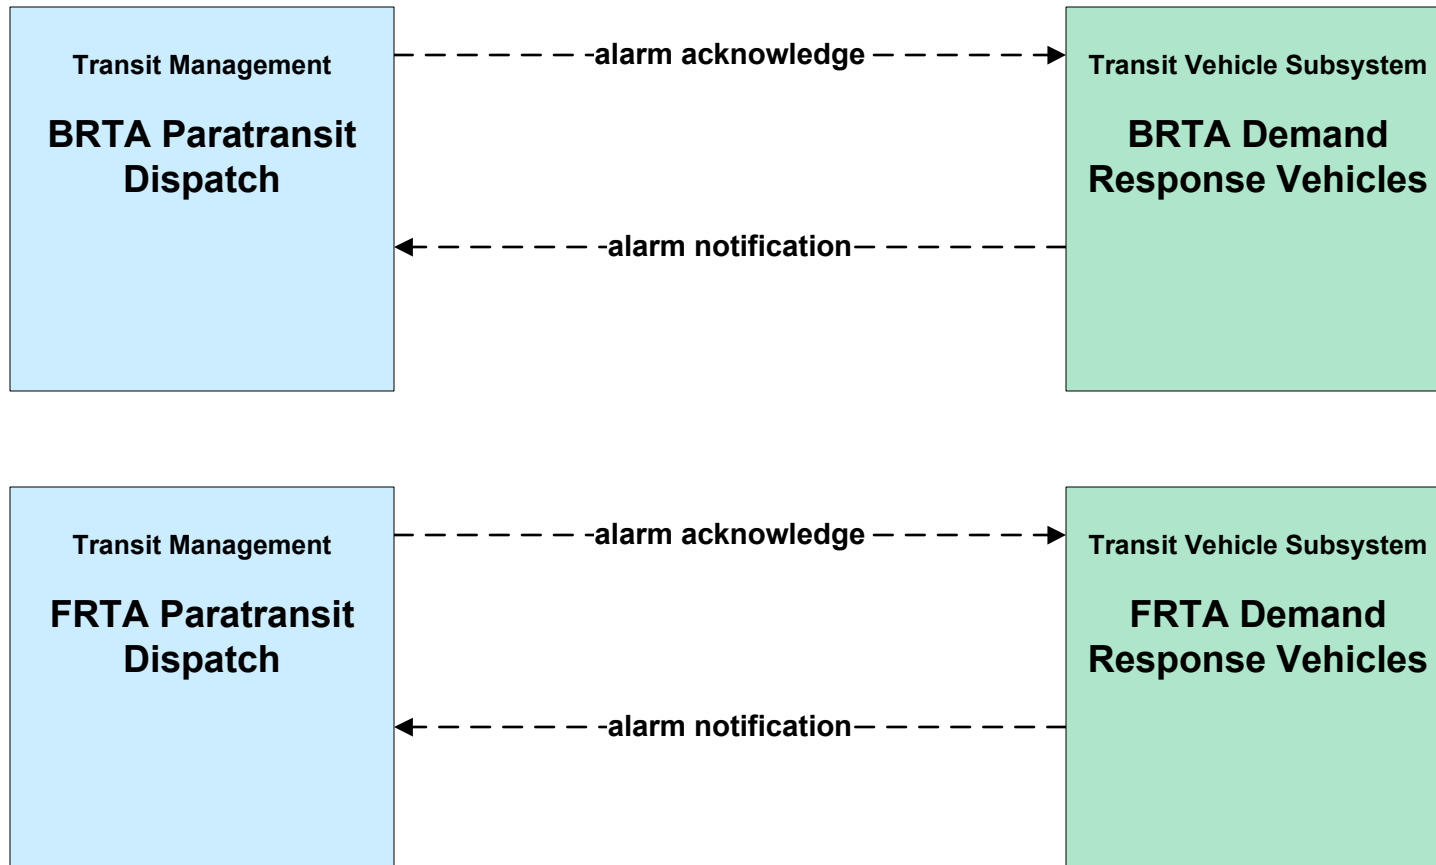 Transit Management
BRTA Paratransit
Dispatch
alarm acknowledge
alarm notification
Transit Vehicle Subsystem
BRTA Demand
Response Vehicles
Transit Management
FRTA Paratransit
Dispatch
alarm acknowledge
alarm notification
Transit Vehicle Subsystem
FRTA Demand
Response Vehicles